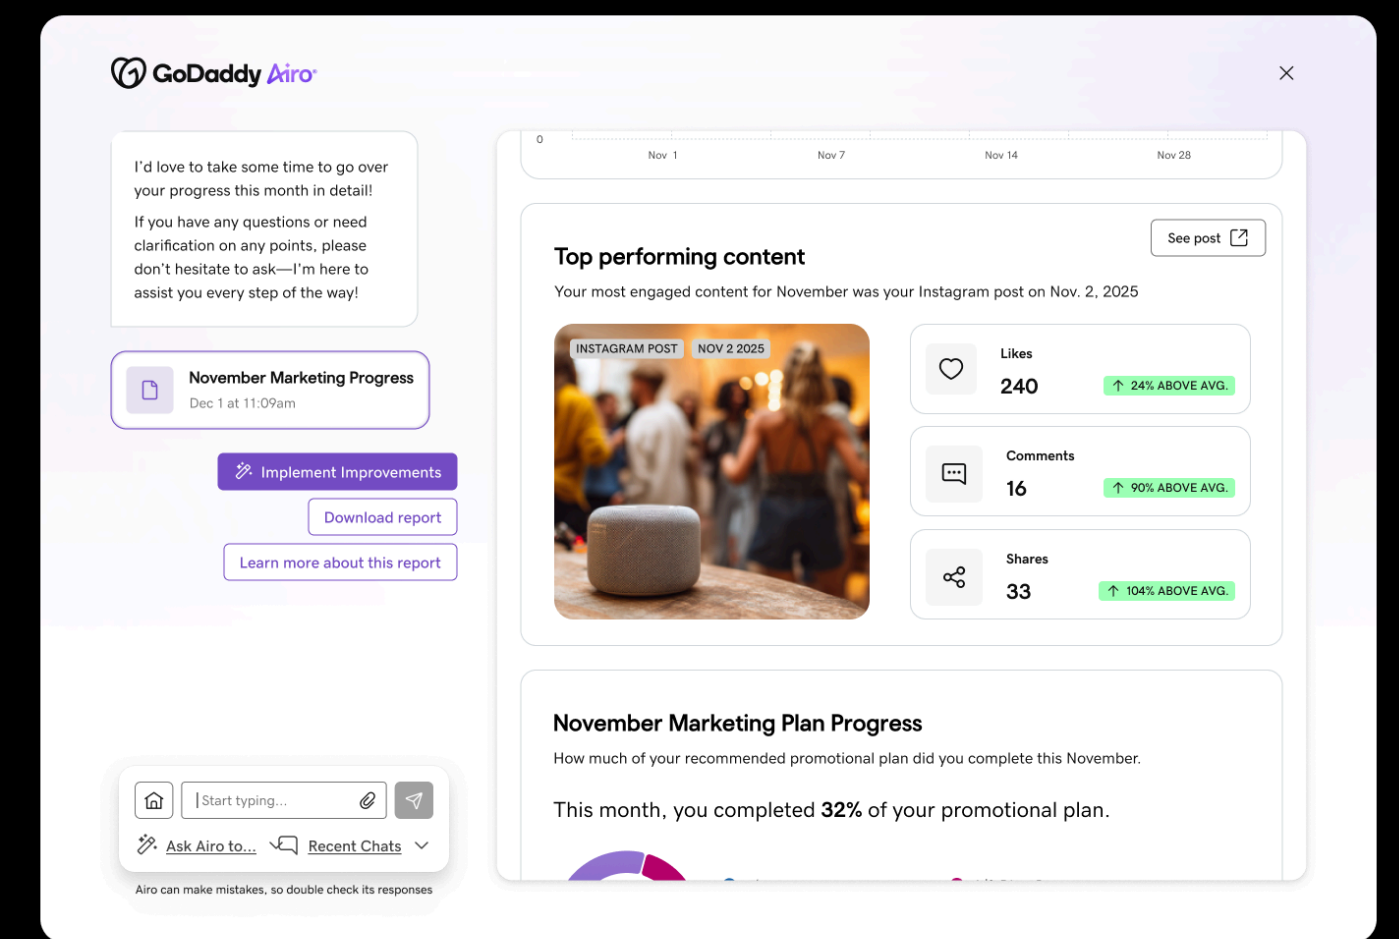 GoDaddy Airo
I'd love to take some time to go over
your progress this month in detail!
If you have any questions or need
clarification on any points, please
don't hesitate to ask—I'm here to
assist you every step of the way!
November Marketing Progress
Dec 1 at 11:09am
Implement Improvements
Download report
Learn more about this report
Start typing...
Ask Airo to...
Recent Chats
Airo can make mistakes, so double check its responses
0
Nov 1
Nov 7
Nov 14
Nov 28
See post
Top performing content
Your most engaged content for November was your Instagram post on Nov. 2, 2025
INSTAGRAM POST
NOV 2 2025
Likes
240
24% ABOVE AVG.
Comments
16
90% ABOVE AVG.
Shares
33
104% ABOVE AVG.
November Marketing Plan Progress
How much of your recommended promotional plan did you complete this November.
This month, you completed 32% of your promotional plan.